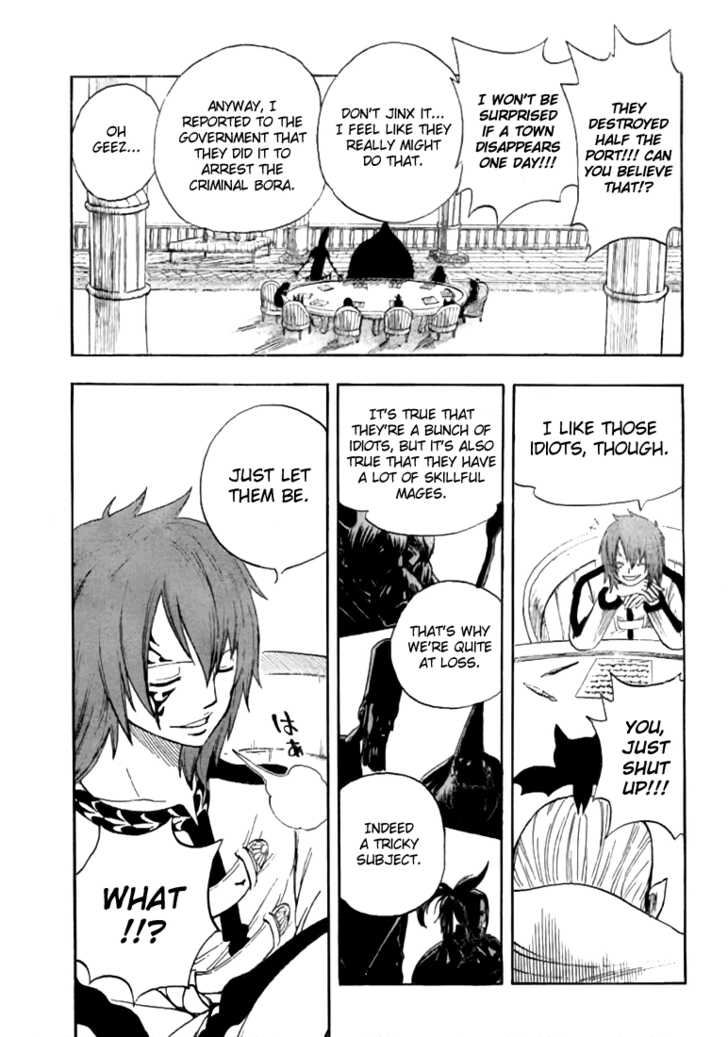 THEY
DESTROYED
HALF THE
PORT!!! CAN
YOU BELIEVE
THAT!?
I WON'T BE
SURPRISED
IF A TOWN
DISAPPEARS
ONE DAY!!!
DON'T JINX IT...
I FEEL LIKE THEY
REALLY MIGHT
DO THAT.
ANYWAY, I
REPORTED TO THE
GOVERNMENT THAT
THEY DID IT TO
ARREST THE
CRIMINAL BORA.
OH
GEEZ...
I LIKE THOSE
IDIOTS, THOUGH.
YOU,
JUST
SHUT
UP!!!
IT'S TRUE THAT
THEY'RE A BUNCH OF
IDIOTS, BUT IT'S ALSO
TRUE THAT THEY HAVE
A LOT OF SKILLFUL
MAGES.
THAT'S WHY
WE'RE QUITE
AT LOSS.
INDEED
A TRICKY
SUBJECT.
JUST LET
THEM BE.
はぁ
WHAT
!!?